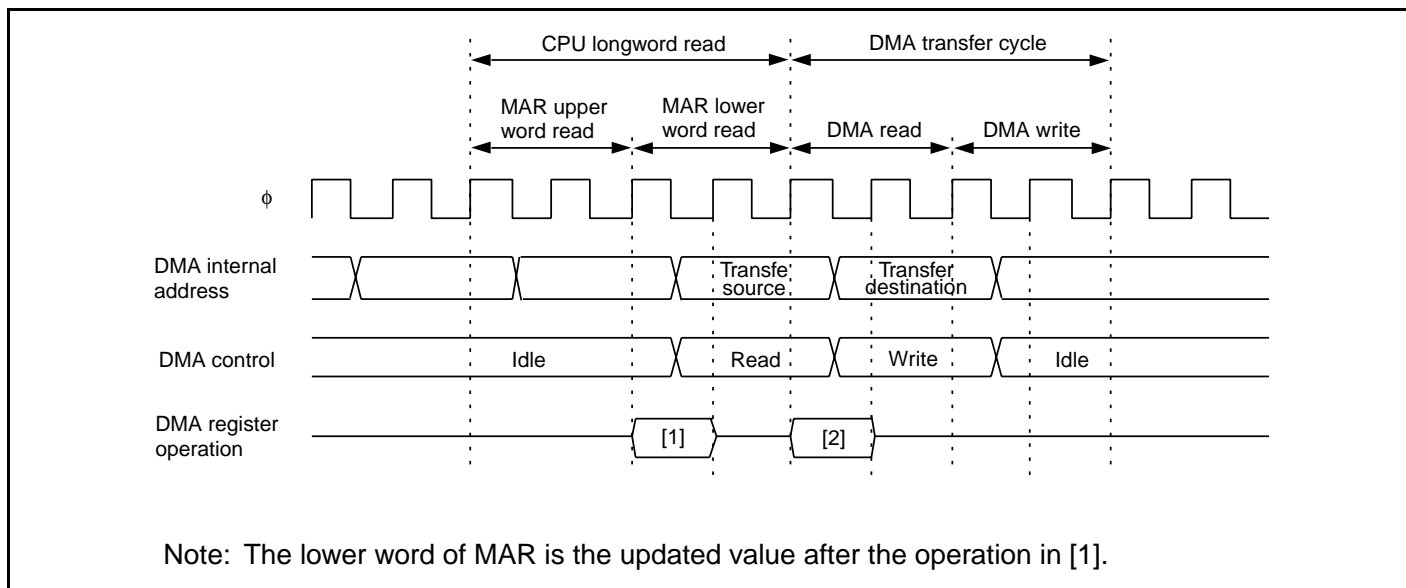 CPU longword read
DMA transfer cycle
MAR upper
word read
MAR lower
word read
DMA read
DMA write
ϕ
DMA internal
address
Transfe
source
Transfer
destination
DMA control
Idle
Read
Write
Idle
DMA register
operation
[1]
[2]
Note: The lower word of MAR is the updated value after the operation in [1].